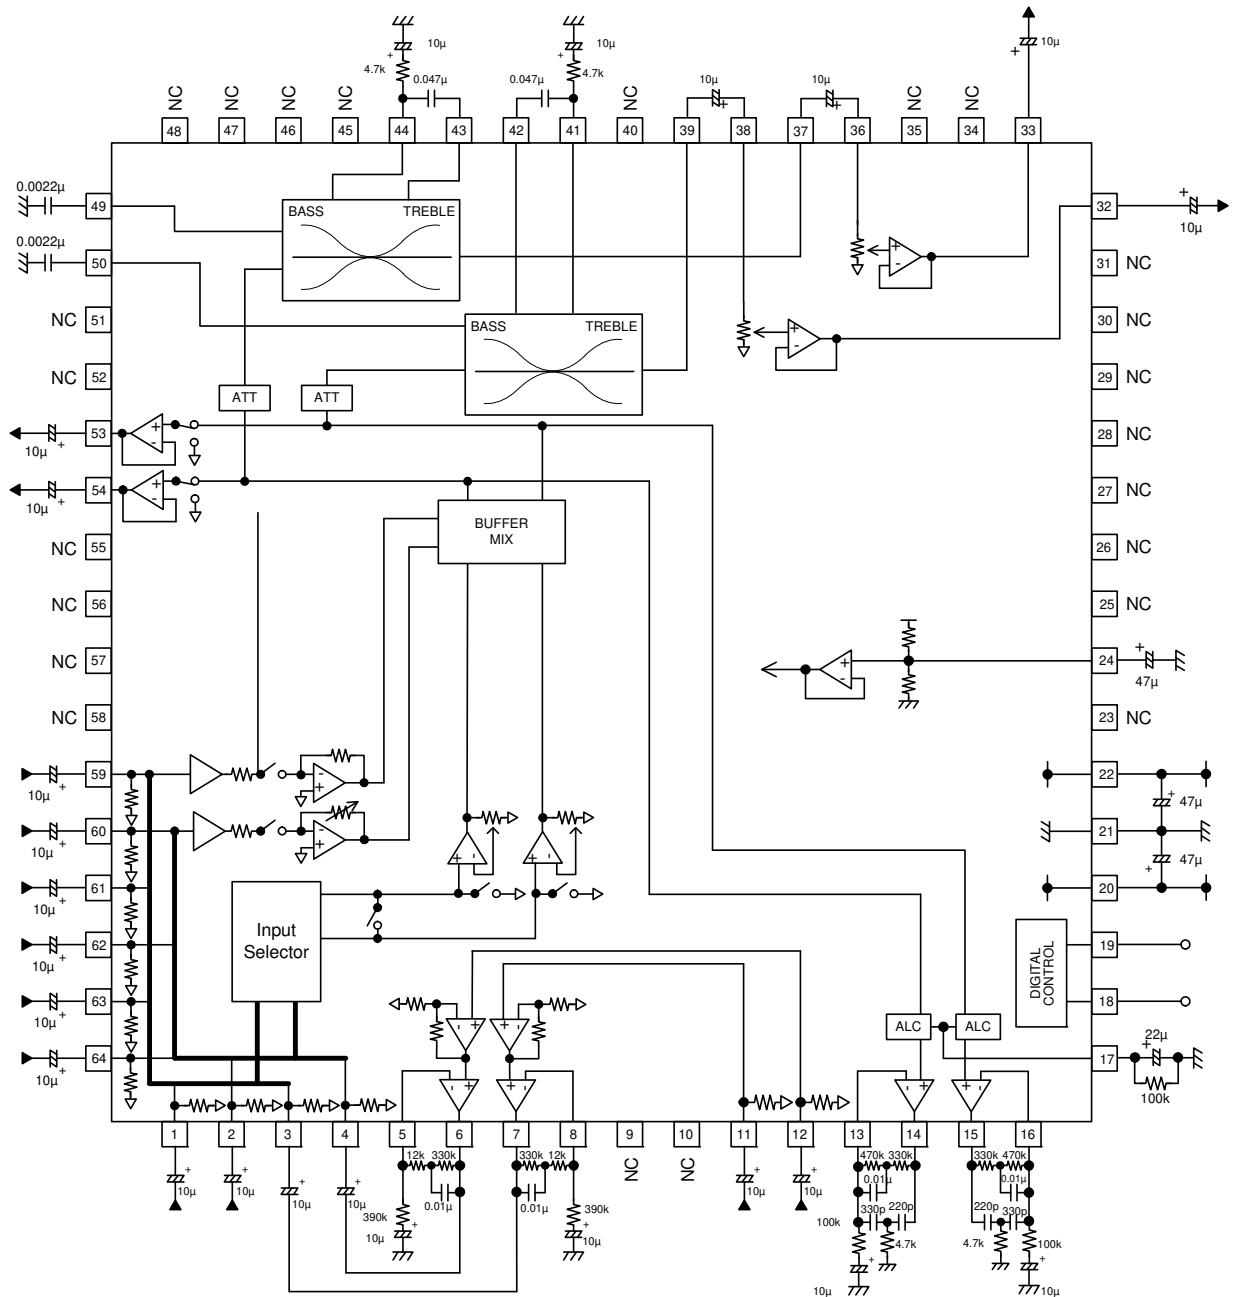 10µ
10µ
10µ
4.7k
0.047µ
0.047µ
4.7k
10µ
10µ
NC
NC
NC
NC
NC
NC
NC
48
47
46
45
44
43
42
41
40
39
38
37
36
35
34
33
0.0022µ
49
BASS
TREBLE
32
10µ
0.0022µ
50
31
NC
NC
51
BASS
TREBLE
30
NC
NC
52
ATT
ATT
29
NC
53
10µ
28
NC
54
10µ
27
NC
BUFFER
MIX
NC
55
26
NC
NC
56
25
NC
NC
57
24
47µ
NC
58
23
NC
59
10µ
22
47µ
60
10µ
21
47µ
61
10µ
20
Input
Selector
62
10µ
19
DIGITAL
CONTROL
63
10µ
18
ALC
ALC
64
10µ
17
22µ
100k
1
2
3
4
5
6
7
8
9
10
11
12
13
14
15
16
12k
330k
330k
12k
NC
NC
470k
330k
330k
470k
10µ
10µ
10µ
10µ
0.01µ
0.01µ
10µ
10µ
0.01µ
0.01µ
390k
390k
330p
220p
220p
330p
100k
10µ
10µ
4.7k
4.7k
100k
10µ
10µ